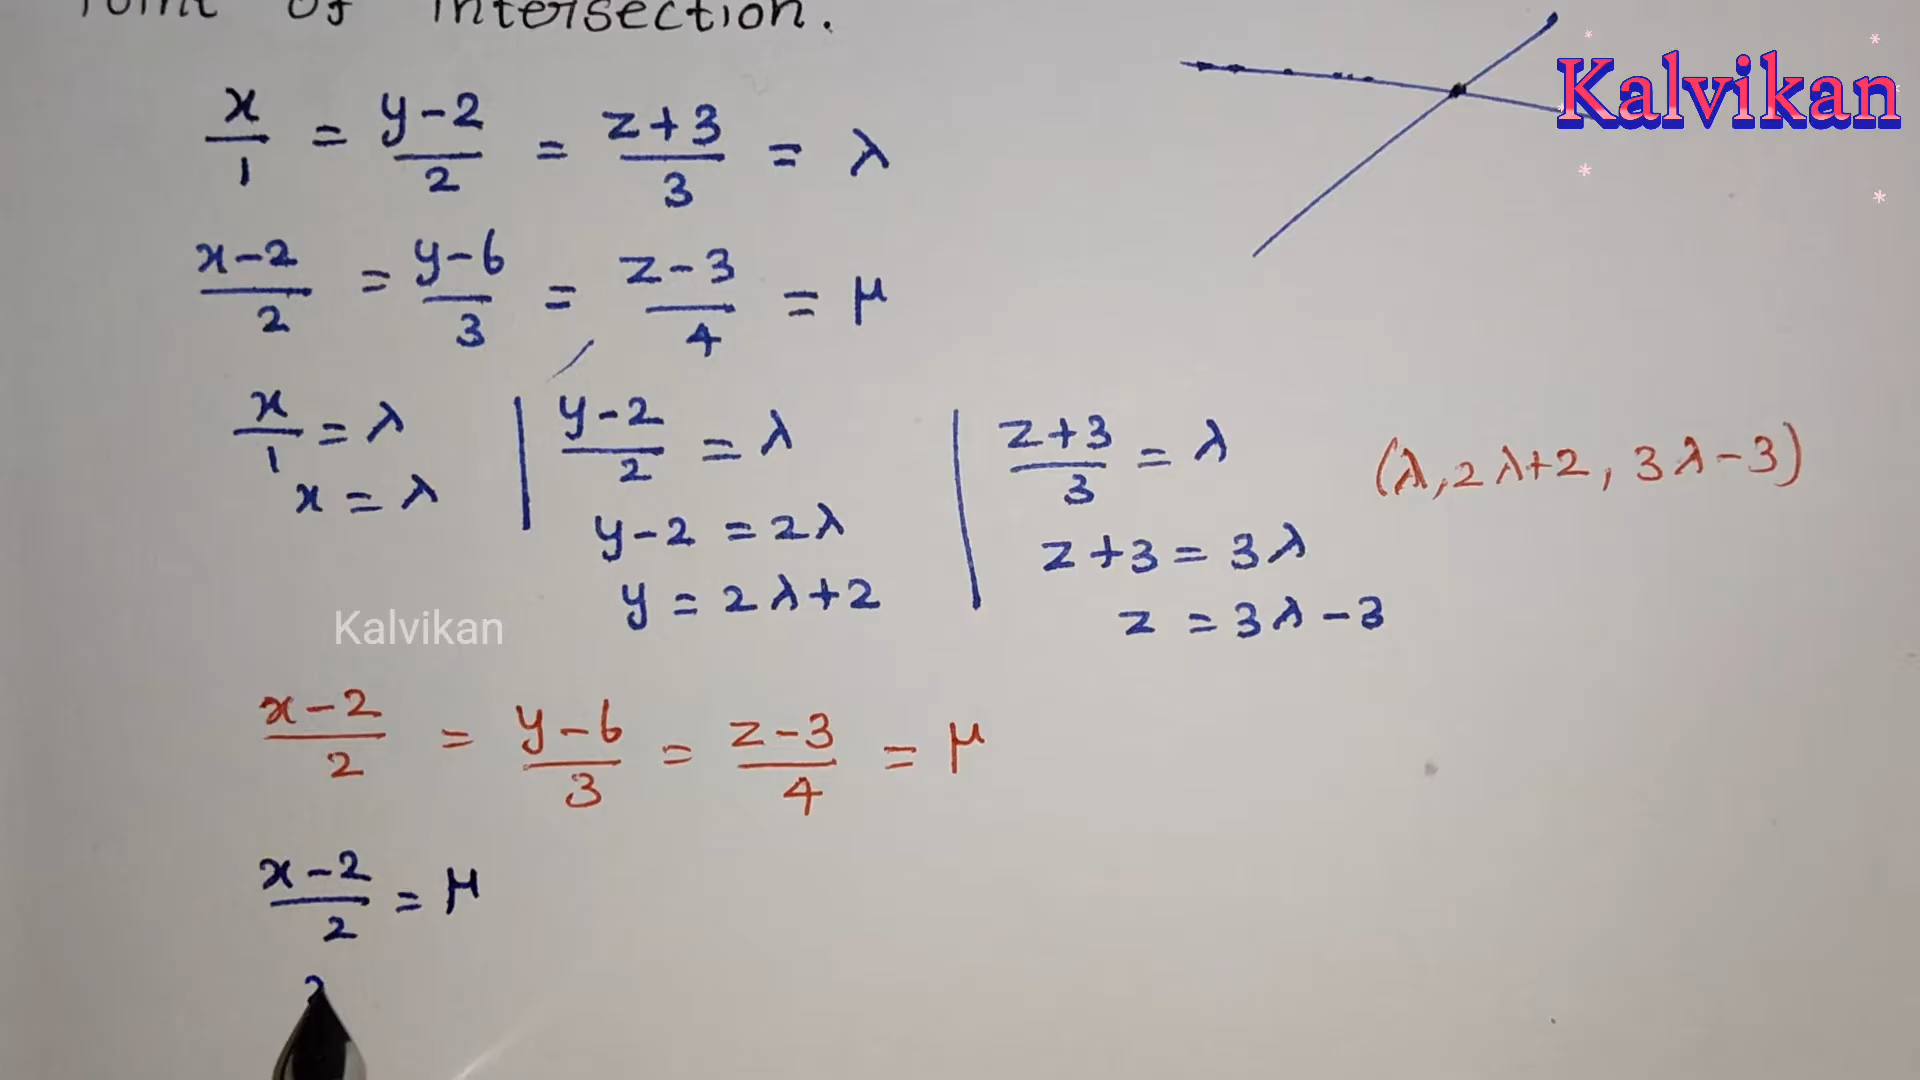 Point of intersection.
Kalvikan
x/1 = y-2/2 = z+3/3 = λ
x-2/2 = y-6/3 = z-3/4 = μ
x/1 = λ | y-2/2 = λ | z+3/3 = λ (λ, 2λ+2, 3λ-3)
x = λ y-2 = 2λ z+3 = 3λ
y = 2λ+2 z = 3λ-3
Kalvikan
x-2/2 = y-6/3 = z-3/4 = μ
x-2/2 = μ